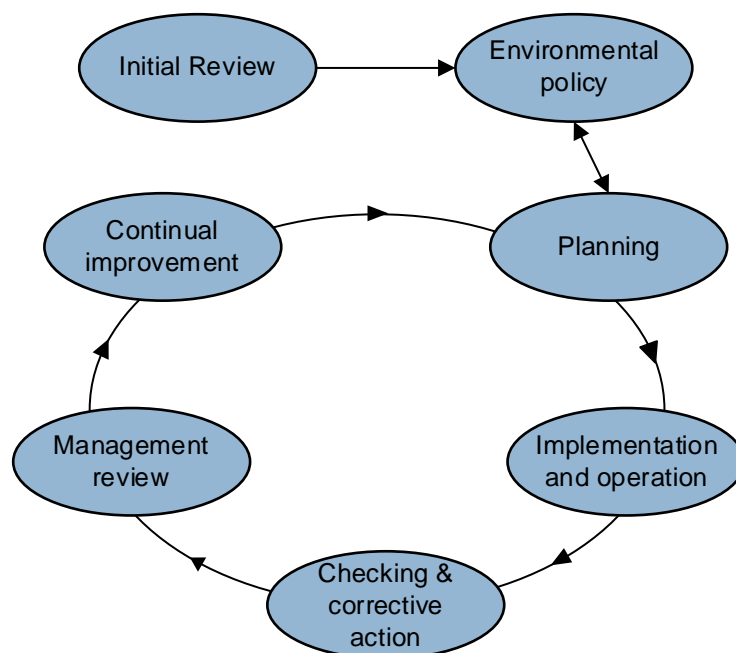 Initial Review
Environmental
policy
Continual
improvement
Planning
Management
review
Implementation
and operation
Checking &
corrective
action